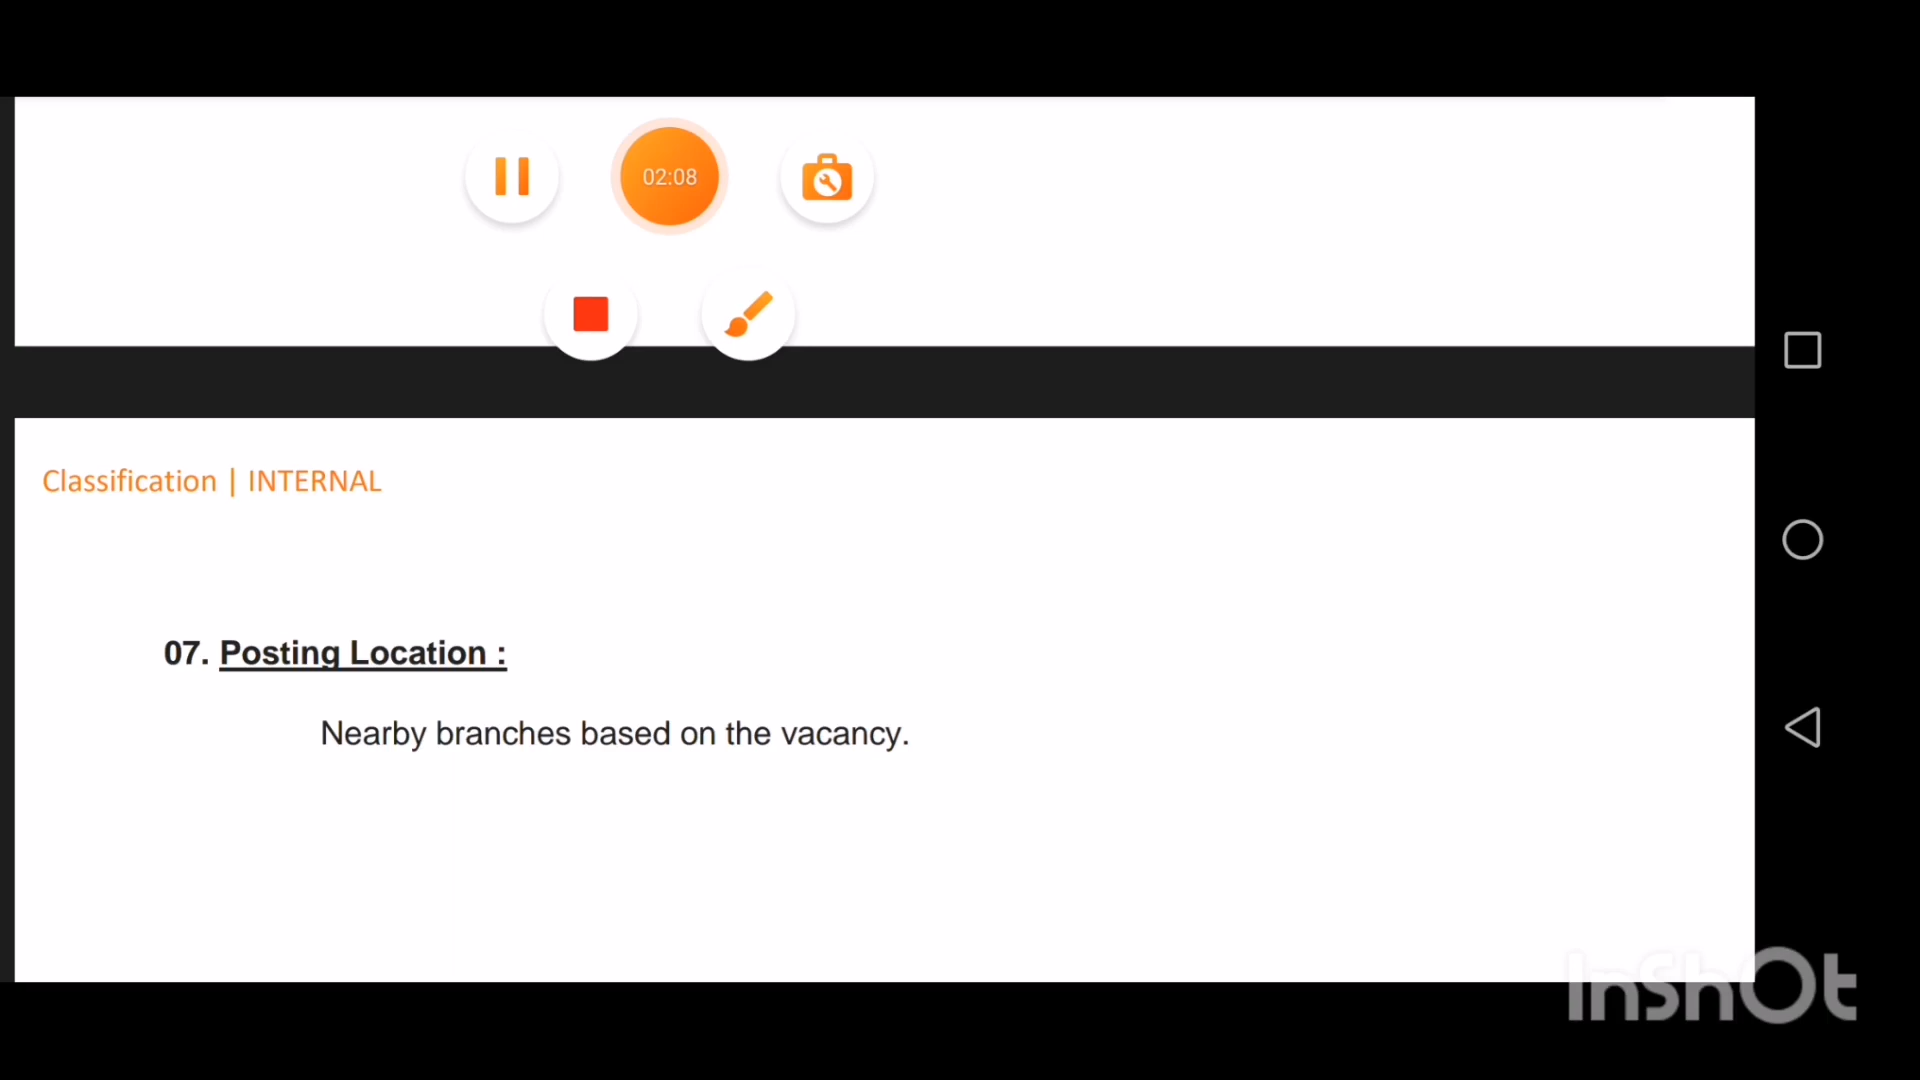 02:08
Classification | INTERNAL
07. Posting Location :
Nearby branches based on the vacancy.
InShOt